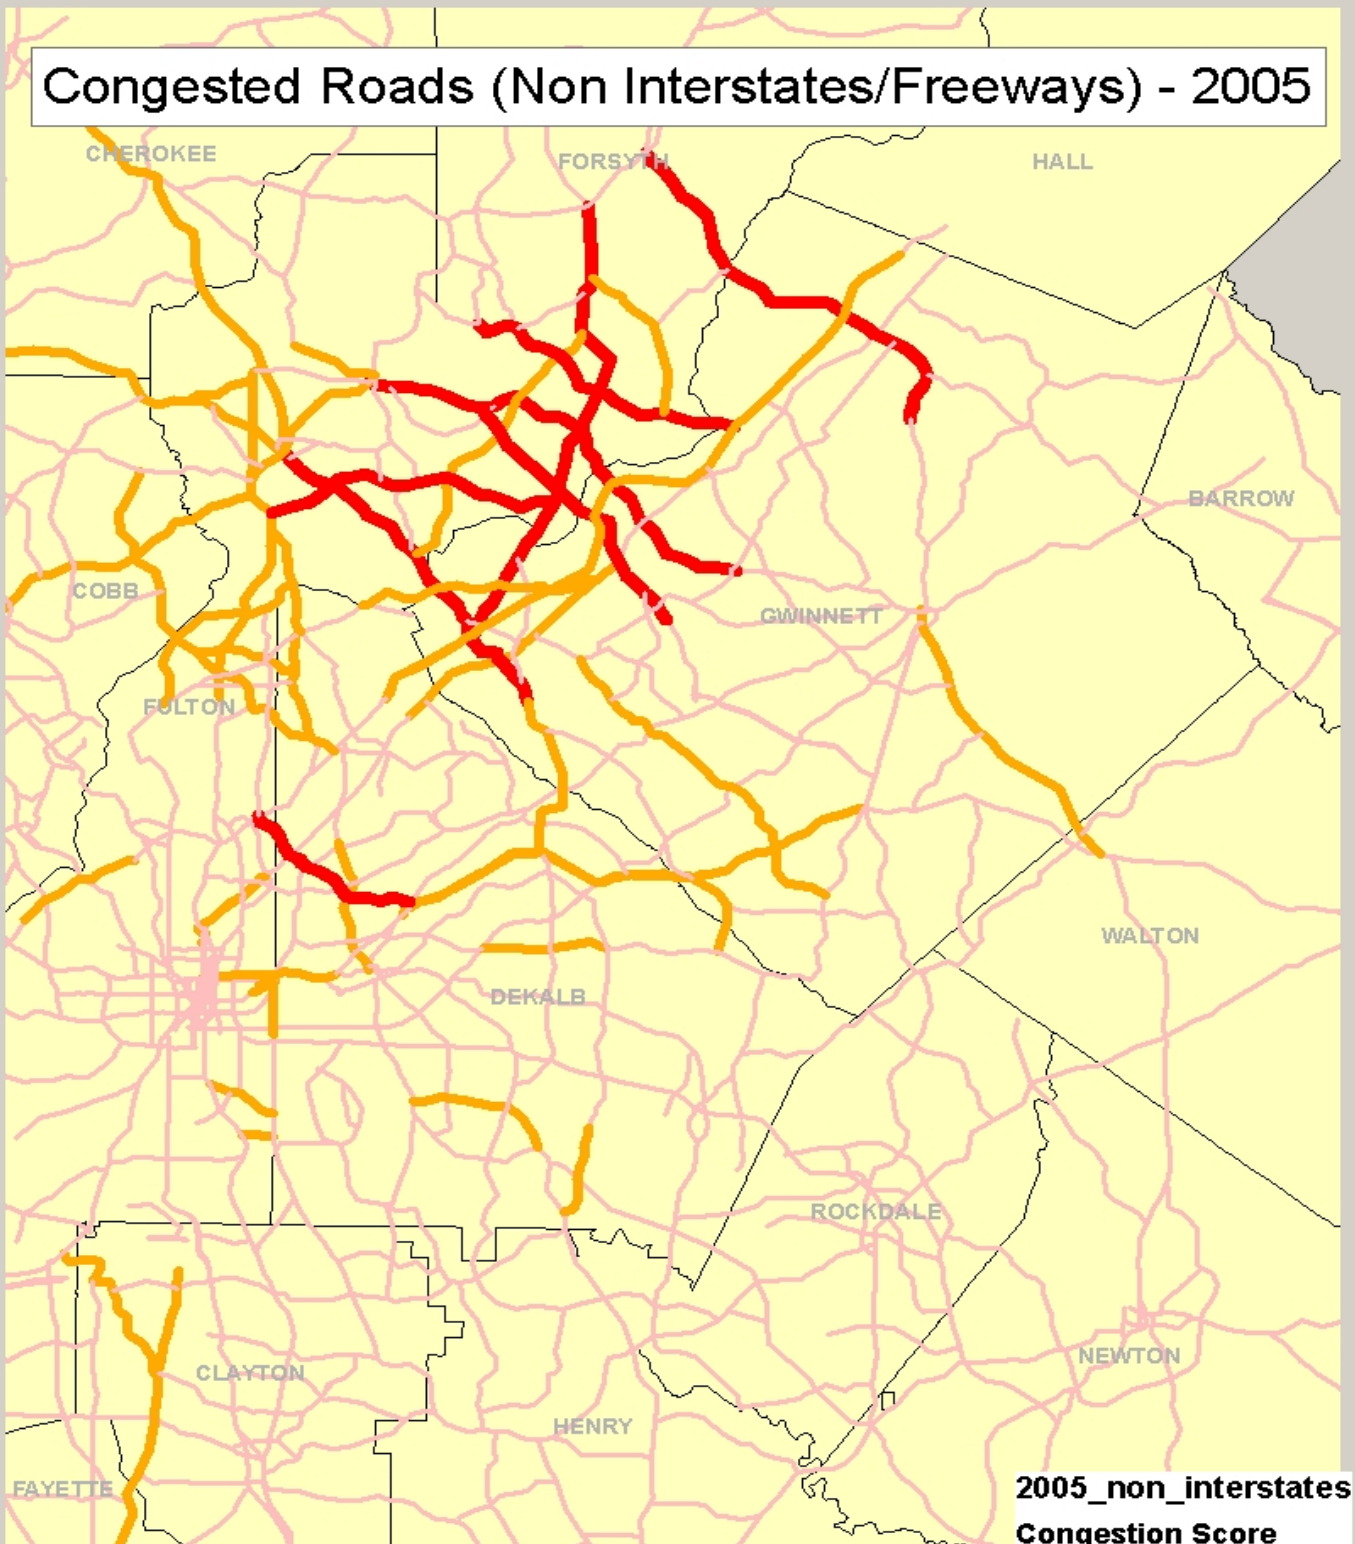 Congested Roads (Non Interstates/Freeways) - 2005
CHEROKEE
FORSYTH
HALL
BARROW
COBB
GWINNETT
FULTON
WALTON
DEKALB
ROCKDALE
NEWTON
CLAYTON
HENRY
FAYETTE
2005_non_interstates
Congestion Score